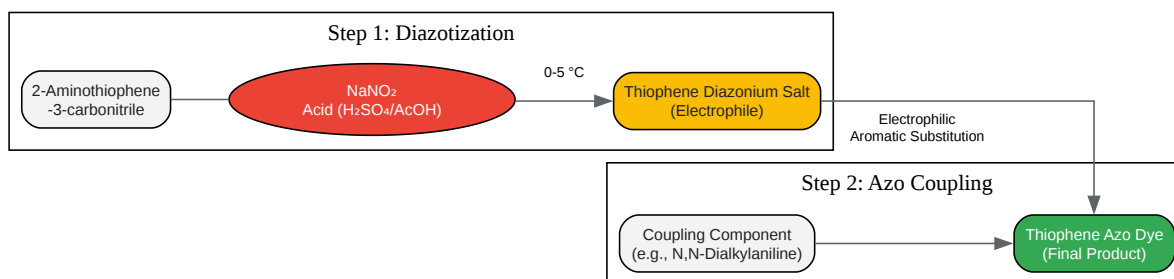 Step 1: Diazotization
2-Aminothiophene
-3-carbonitrile
NaNO₂
Acid (H₂SO₄/AcOH)
0-5 °C
Thiophene Diazonium Salt
(Electrophile)
Electrophilic
Aromatic Substitution
Step 2: Azo Coupling
Coupling Component
(e.g., N,N-Dialkylaniline)
Thiophene Azo Dye
(Final Product)